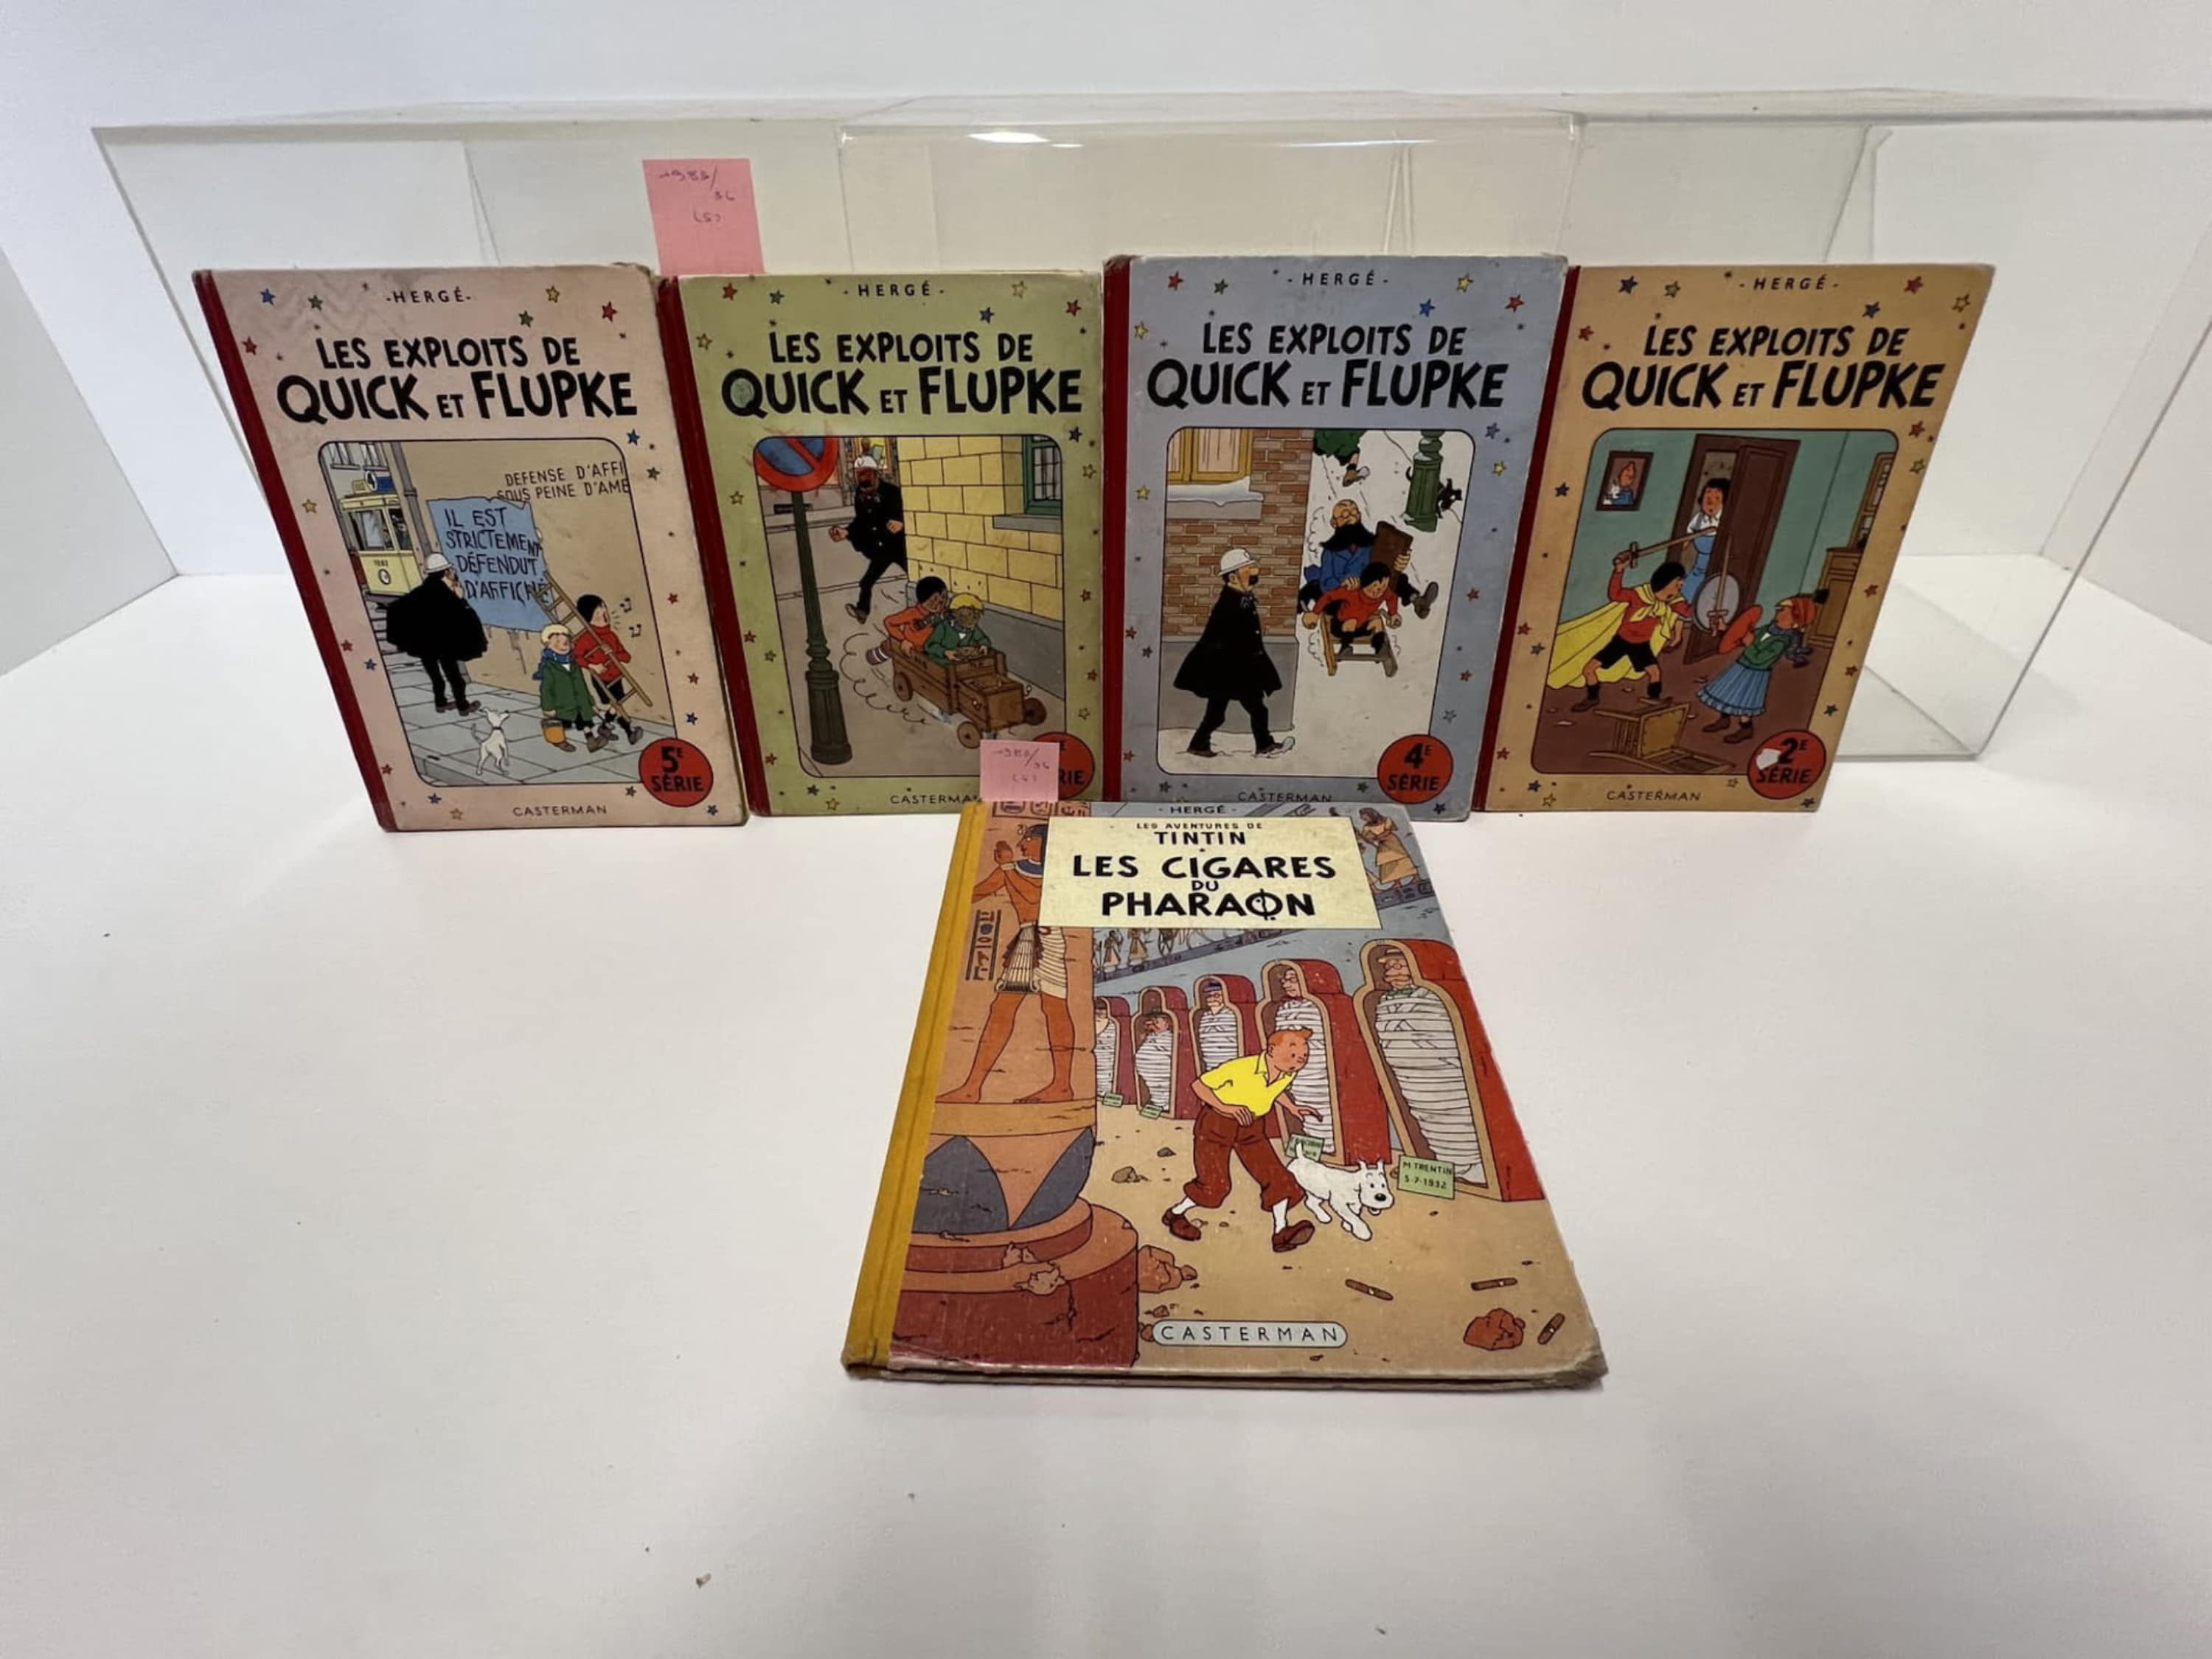 -HERGÉ-
LES EXPLOITS DE
QUICK ET FLUPKE
DEFENSE D'AFFI
SOUS PEINE D'AME
IL EST
STRICTEMENT
DÉFENDUT
D'AFFICHÉ
5E
SÉRIE
CASTERMAN
-HERGÉ-
LES EXPLOITS DE
QUICK ET FLUPKE
E
RIE
CASTERMA
-HERGÉ-
LES EXPLOITS DE
QUICK ET FLUPKE
4E
SÉRIE
CASTERMAN
-HERGÉ-
LES EXPLOITS DE
QUICK ET FLUPKE
2E
SÉRIE
CASTERMAN
-HERGÉ-
LES AVENTURES DE
TINTIN
LES CIGARES
DU
PHARAON
M TRENTIN
5-7-1932
CASTERMAN